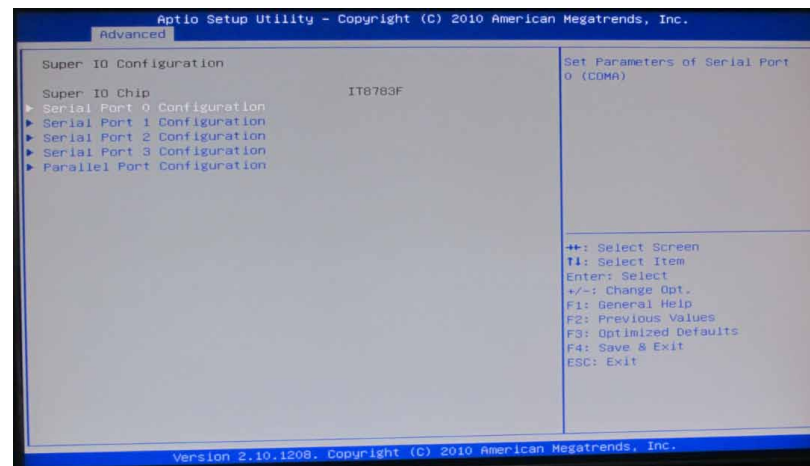 Aptio Setup Utility - Copyright (C) 2010 American Megatrends, Inc.
Advanced
Super IO Configuration
Super IO Chip IT8783F
► Serial Port 0 Configuration
► Serial Port 1 Configuration
► Serial Port 2 Configuration
► Serial Port 3 Configuration
► Parallel Port Configuration
Set Parameters of Serial Port
0 (COMA)
↔: Select Screen
↑↓: Select Item
Enter: Select
+/-: Change Opt.
F1: General Help
F2: Previous Values
F3: Optimized Defaults
F4: Save & Exit
ESC: Exit
Version 2.10.1208. Copyright (C) 2010 American Megatrends, Inc.